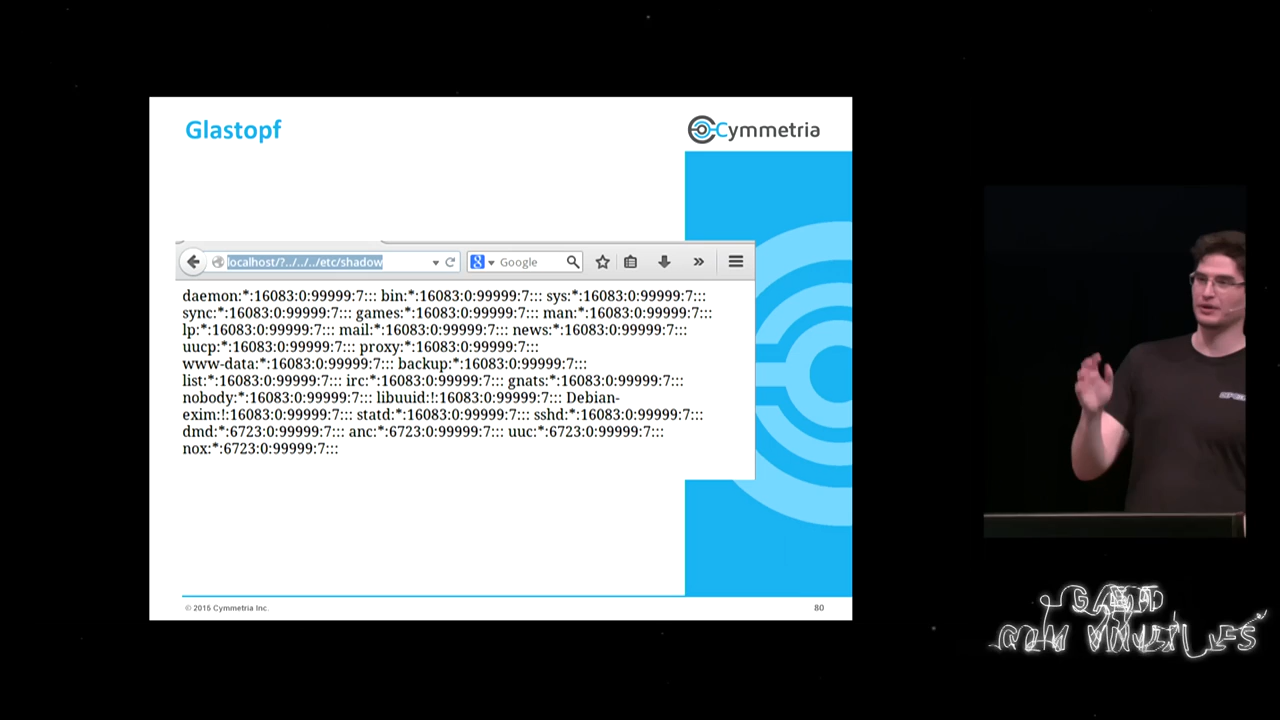 Glastopf
Cymmetria
localhost/?../../../etc/shadow
Google
daemon:*:16083:0:99999:7::: bin:*:16083:0:99999:7::: sys:*:16083:0:99999:7:::
sync:*:16083:0:99999:7::: games:*:16083:0:99999:7::: man:*:16083:0:99999:7:::
lp:*:16083:0:99999:7::: mail:*:16083:0:99999:7::: news:*:16083:0:99999:7:::
uucp:*:16083:0:99999:7::: proxy:*:16083:0:99999:7:::
www-data:*:16083:0:99999:7::: backup:*:16083:0:99999:7:::
list:*:16083:0:99999:7::: irc:*:16083:0:99999:7::: gnats:*:16083:0:99999:7:::
nobody:*:16083:0:99999:7::: libuuid:!:16083:0:99999:7::: Debian-
exim:!:16083:0:99999:7::: statd:*:16083:0:99999:7::: sshd:*:16083:0:99999:7:::
dmd:*:6723:0:99999:7::: anc:*:6723:0:99999:7::: uuc:*:6723:0:99999:7:::
nox:*:6723:0:99999:7:::
© 2015 Cymmetria Inc.
80